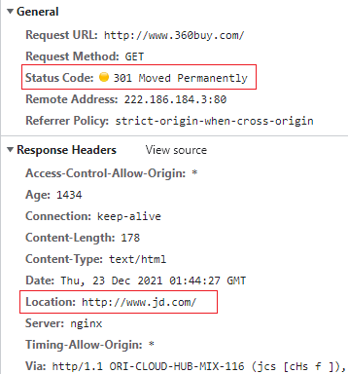 General
Request URL: http://www.360buy.com/
Request Method: GET
Status Code: 301 Moved Permanently
Remote Address: 222.186.184.3:80
Referrer Policy: strict-origin-when-cross-origin
Response Headers View source
Access-Control-Allow-Origin: *
Age: 1434
Connection: keep-alive
Content-Length: 178
Content-Type: text/html
Date: Thu, 23 Dec 2021 01:44:27 GMT
Location: http://www.jd.com/
Server: nginx
Timing-Allow-Origin: *
Via: http/1.1 ORI-CLOUD-HUB-MIX-116 (jcs [cHs f ]),